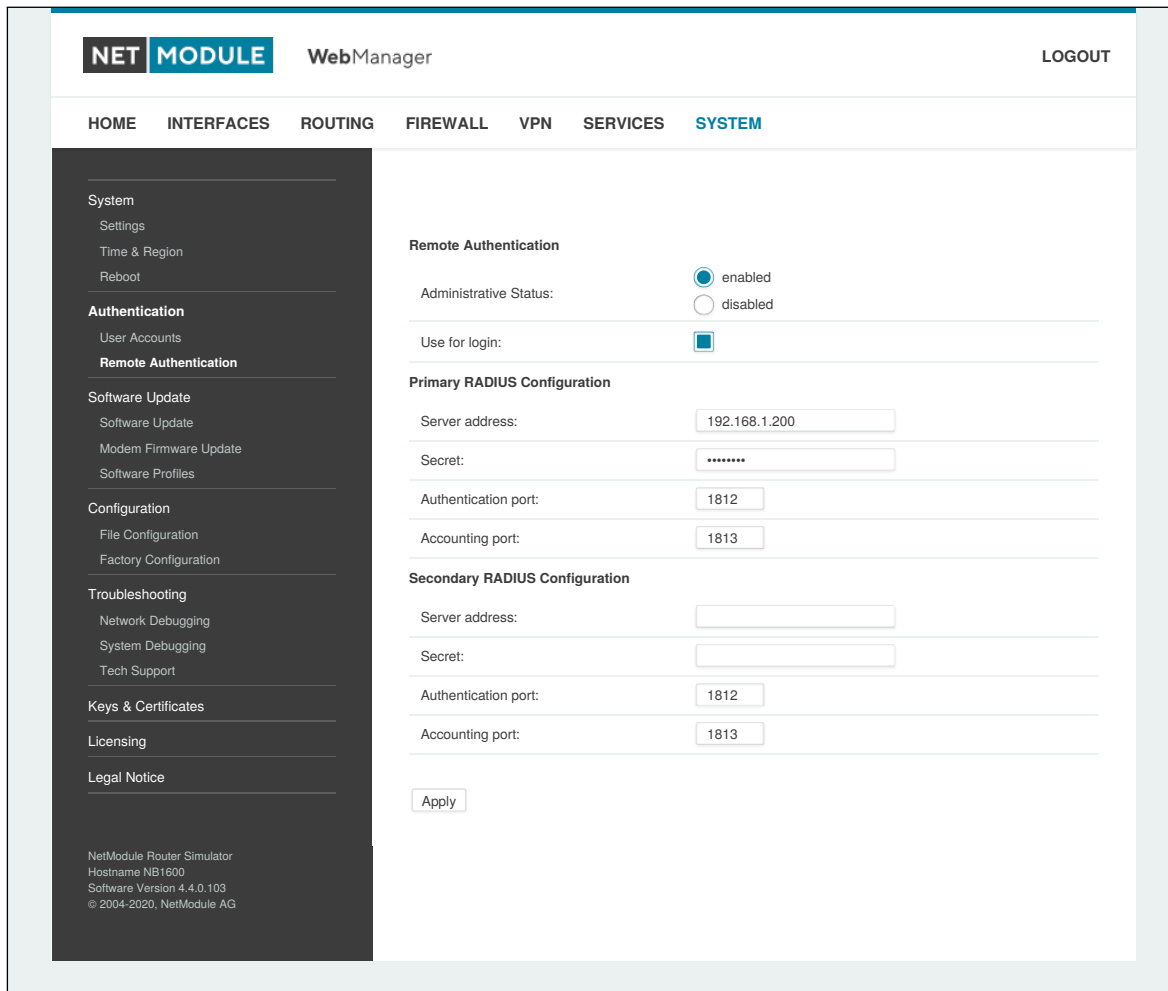 NET MODULE WebManager LOGOUT
HOME INTERFACES ROUTING FIREWALL VPN SERVICES SYSTEM
System
Settings
Time & Region
Reboot
Authentication
User Accounts
Remote Authentication
Software Update
Software Update
Modem Firmware Update
Software Profiles
Configuration
File Configuration
Factory Configuration
Troubleshooting
Network Debugging
System Debugging
Tech Support
Keys & Certificates
Licensing
Legal Notice
NetModule Router Simulator
Hostname NB1600
Software Version 4.4.0.103
© 2004-2020, NetModule AG
Remote Authentication
Administrative Status: enabled
disabled
Use for login:
Primary RADIUS Configuration
Server address: 192.168.1.200
Secret: ••••••••
Authentication port: 1812
Accounting port: 1813
Secondary RADIUS Configuration
Server address:
Secret:
Authentication port: 1812
Accounting port: 1813
Apply